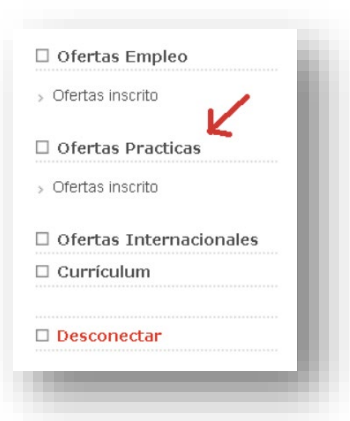 Ofertas Empleo
Ofertas inscrito
Ofertas Practicas
Ofertas inscrito
Ofertas Internacionales
Currículum
Desconectar